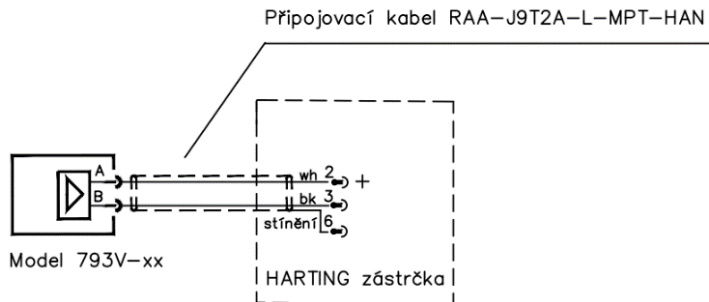 Připojovací kabel RAA-J9T2A-L-MPT-HAN
A wh 2 +
B bk 3
stínění 6
Model 793V-xx
HARTING zástrčka